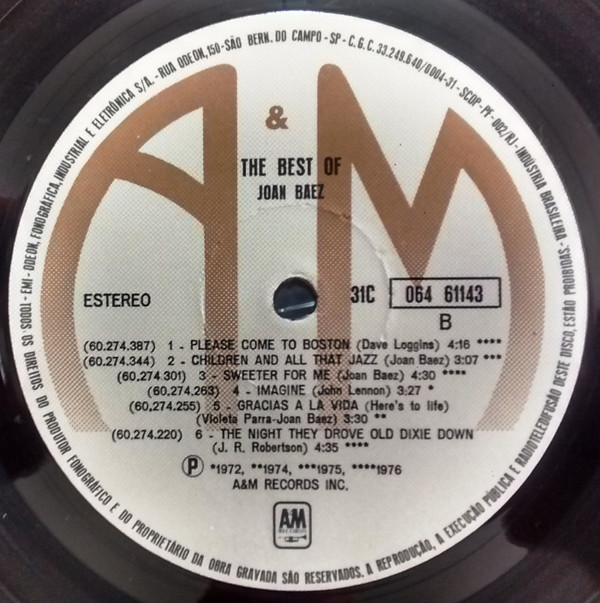 TODOS OS DIREITOS DO PRODUTOR FONOGRÁFICO E DO PROPRIETÁRIO DA OBRA GRAVADA SÃO RESERVADOS. A REPRODUÇÃO, A EXECUÇÃO PÚBLICA E RADIOTELEDIFUSÃO DESTE DISCO, ESTÃO PROIBIDAS. -
EMI - ODEON, FONOGRÁFICA, INDUSTRIAL E ELETRÔNICA S/A. - RUA ODEON, 150 - SÃO BERN. DO CAMPO - SP - C.G.C. 33.249.640/0004-31 - SCDP - PF - 002/RJ - INDÚSTRIA BRASILEIRA -
A & M
THE BEST OF
JOAN BAEZ
ESTEREO
31C 064 61143
B
(60.274.387) 1 - PLEASE COME TO BOSTON (Dave Loggins) 4:16 ****
(60.274.344) 2 - CHILDREN AND ALL THAT JAZZ (Joan Baez) 3:07 ***
(60.274.301) 3 - SWEETER FOR ME (Joan Baez) 4:30 ****
(60.274.263) 4 - IMAGINE (John Lennon) 3:27 *
(60.274.255) 5 - GRACIAS A LA VIDA (Here's to life)
(Violeta Parra-Joan Baez) 3:30 **
(60.274.220) 6 - THE NIGHT THEY DROVE OLD DIXIE DOWN
(J. R. Robertson) 4:35 ****
Ⓟ *1972, **1974, ***1975, ****1976
A&M RECORDS INC.
A&M